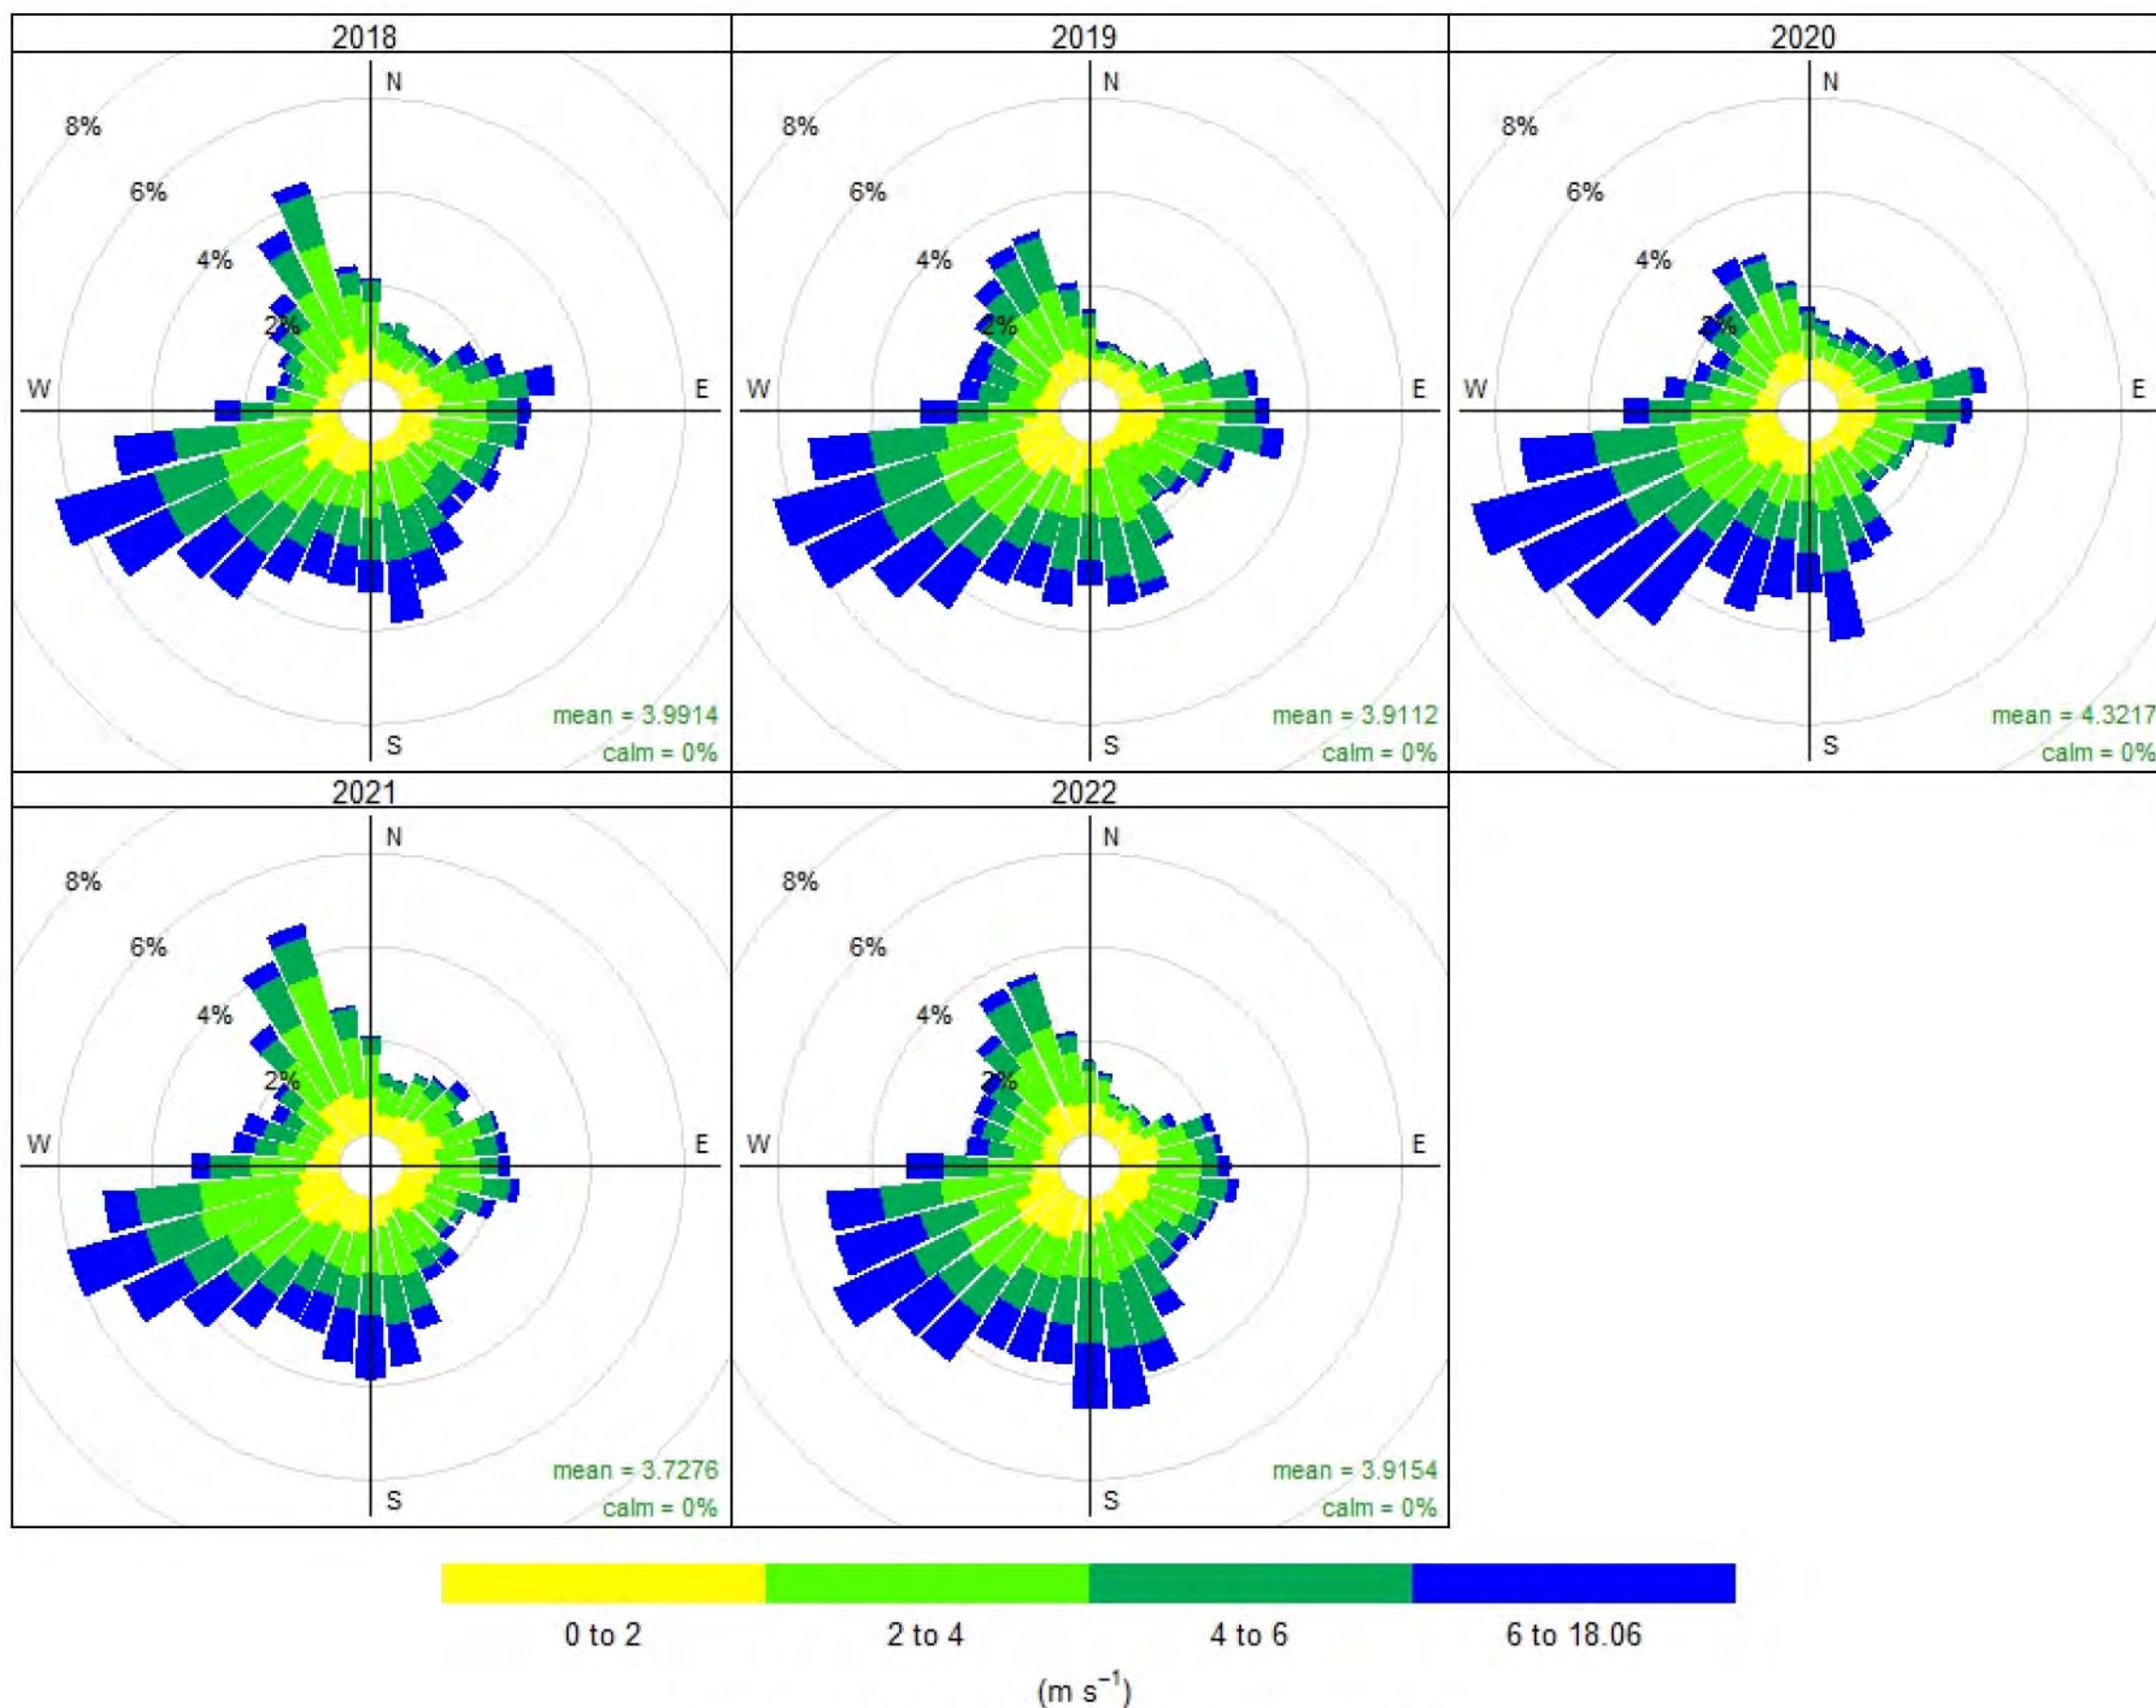 2018
2019
2020
N
8%
6%
4%
2%
W
E
S
mean = 3.9914
calm = 0%
N
8%
6%
4%
2%
W
E
S
mean = 3.9112
calm = 0%
N
8%
6%
4%
2%
W
E
S
mean = 4.3217
calm = 0%
2021
2022
N
8%
6%
4%
2%
W
E
S
mean = 3.7276
calm = 0%
N
8%
6%
4%
2%
W
E
S
mean = 3.9154
calm = 0%
0 to 2
2 to 4
4 to 6
6 to 18.06
(m s⁻¹)